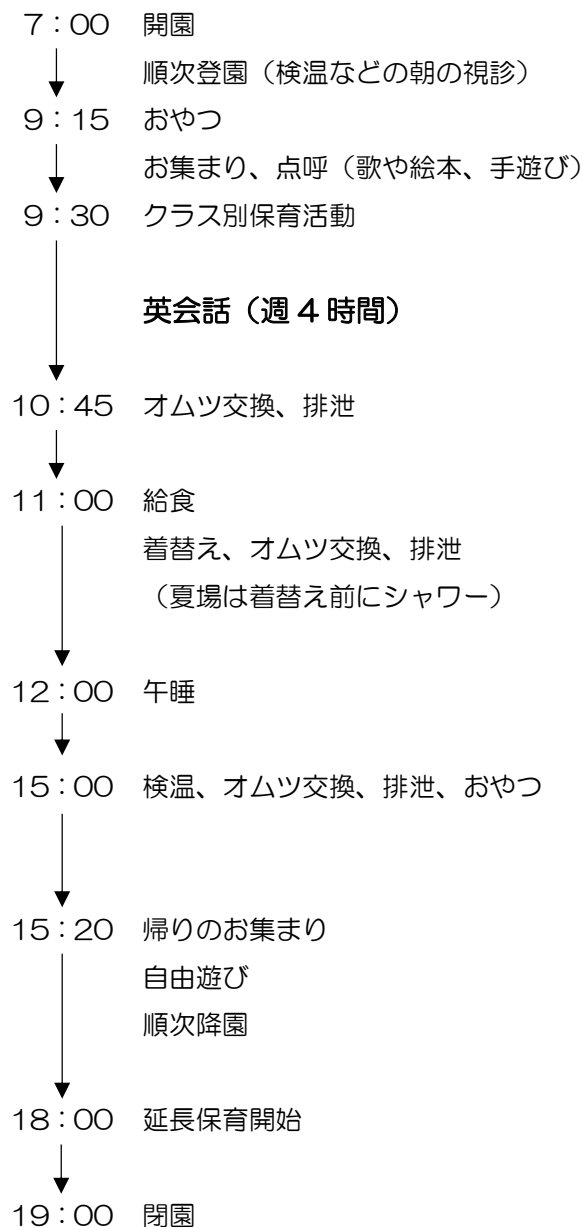 7：00 開園
順次登園（検温などの朝の視診）
9：15 おやつ
お集まり、点呼（歌や絵本、手遊び）
9：30 クラス別保育活動
英会話（週4時間）
10：45 オムツ交換、排泄
11：00 給食
着替え、オムツ交換、排泄
（夏場は着替え前にシャワー）
12：00 午睡
15：00 検温、オムツ交換、排泄、おやつ
15：20 帰りのお集まり
自由遊び
順次降園
18：00 延長保育開始
19：00 閉園